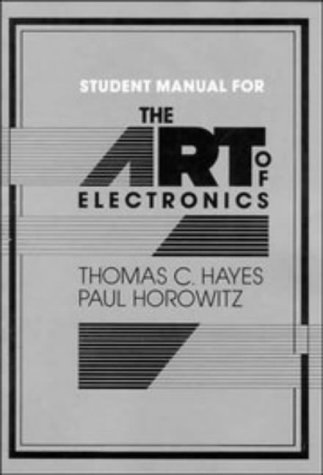 STUDENT MANUAL FOR
THE
ART OF
ELECTRONICS
THOMAS C. HAYES
PAUL HOROWITZ